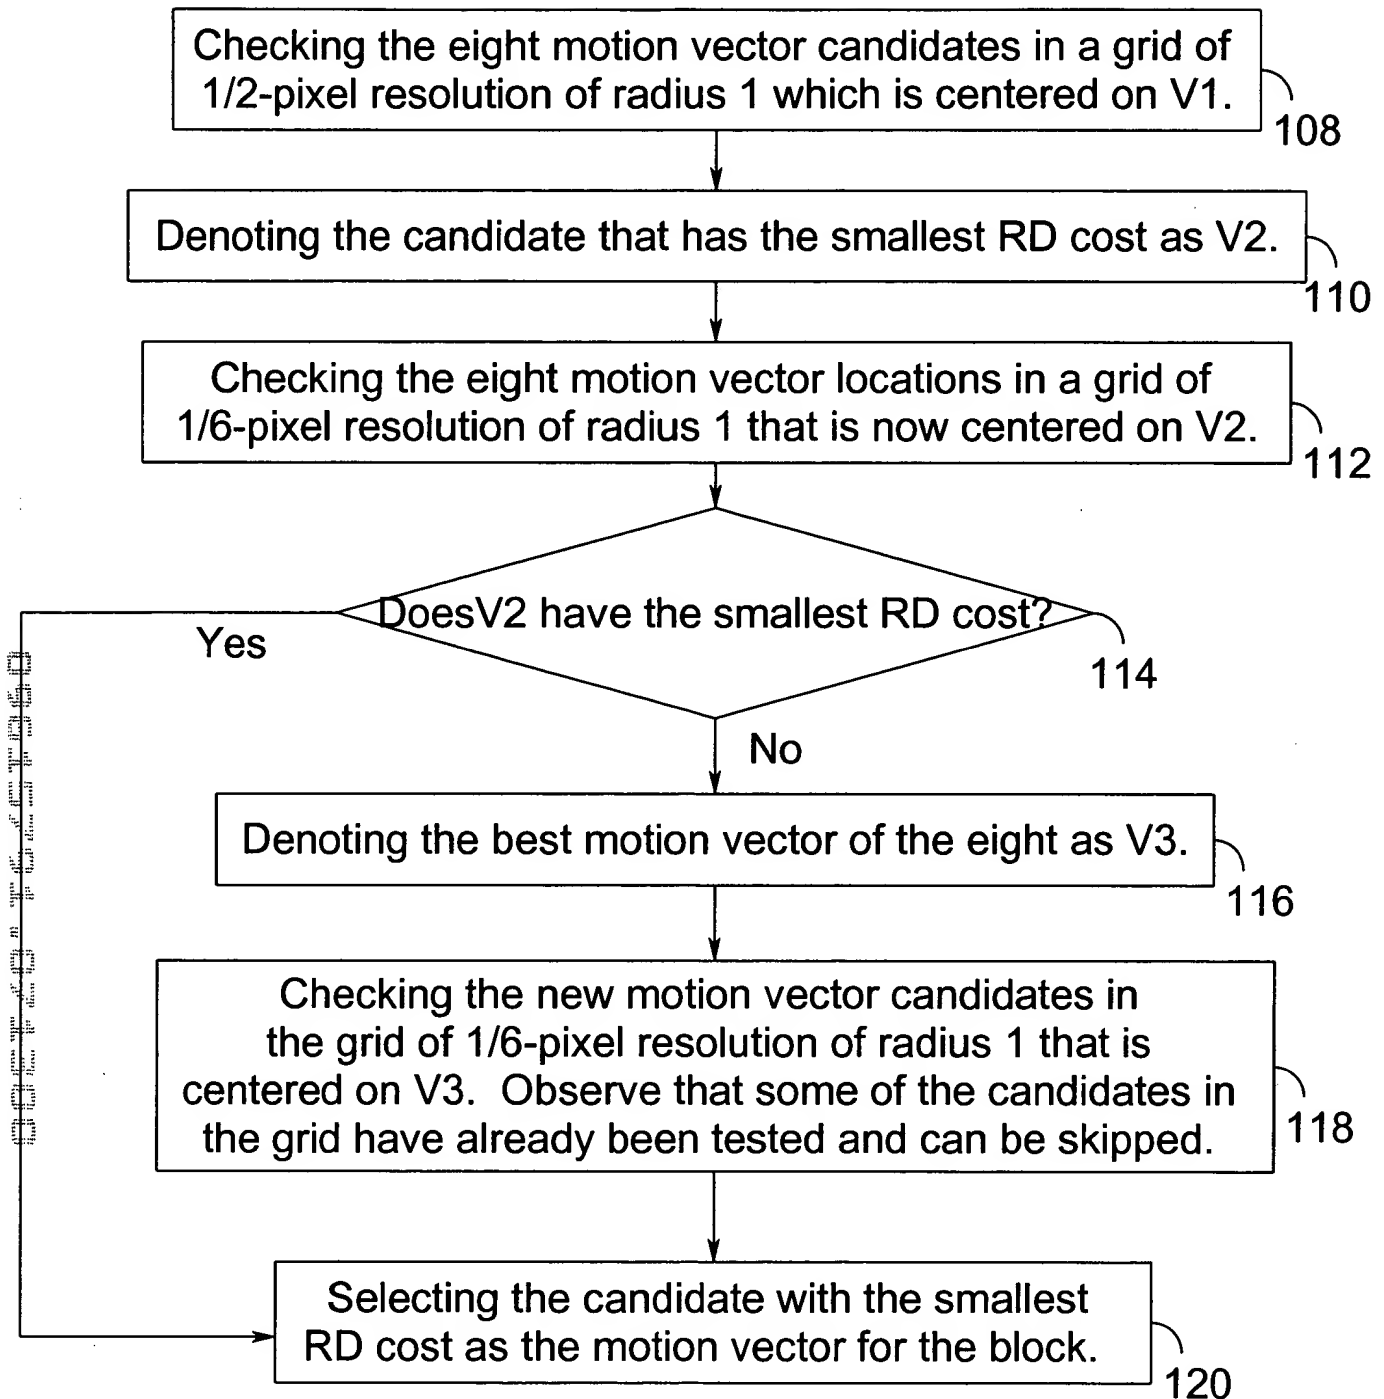 Checking the eight motion vector candidates in a grid of
1/2-pixel resolution of radius 1 which is centered on V1.
108
Denoting the candidate that has the smallest RD cost as V2.
110
Checking the eight motion vector locations in a grid of
1/6-pixel resolution of radius 1 that is now centered on V2.
112
DoesV2 have the smallest RD cost?
Yes
114
No
Denoting the best motion vector of the eight as V3.
116
Checking the new motion vector candidates in
the grid of 1/6-pixel resolution of radius 1 that is
centered on V3. Observe that some of the candidates in
the grid have already been tested and can be skipped.
118
Selecting the candidate with the smallest
RD cost as the motion vector for the block.
120